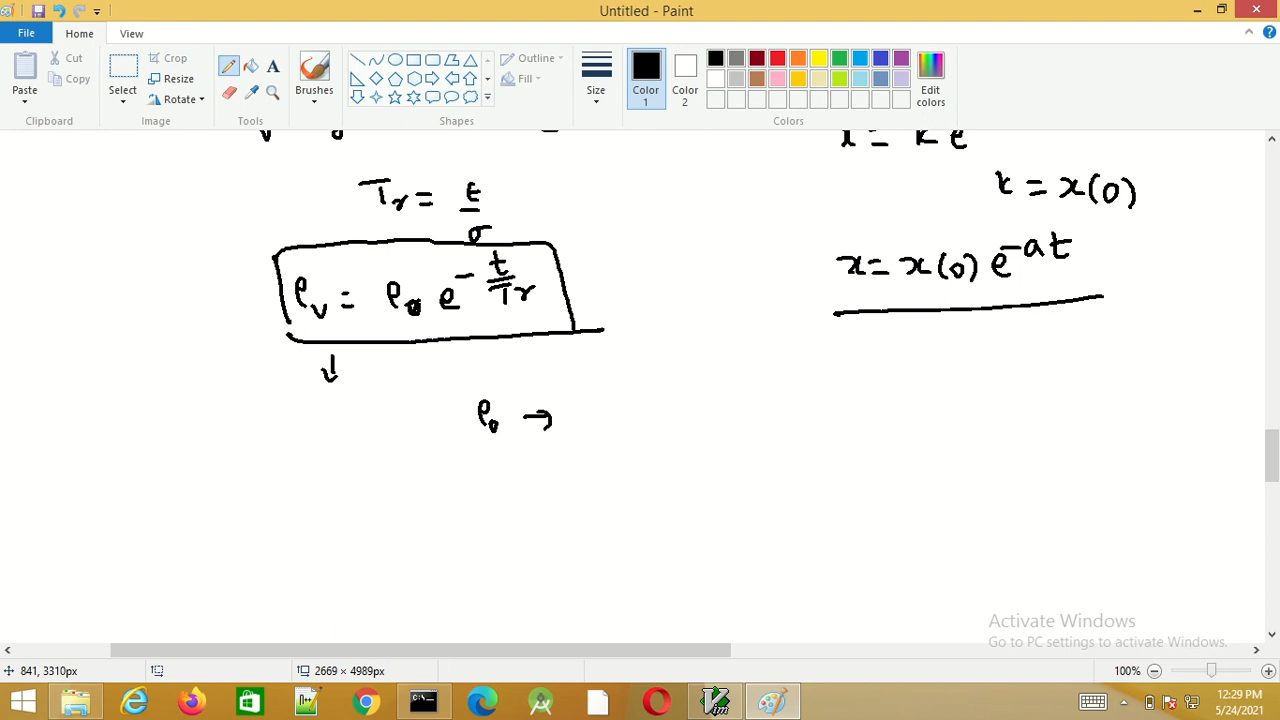 Untitled - Paint
File Home View
Paste Cut Copy Clipboard
Select Crop Resize Rotate Image
Tools
Brushes
Outline Fill Shapes
Size
Color 1 Color 2 Edit colors Colors
k = x(0)
Tr = ε/σ
x = x(0) e^-at
ρv = ρ0 e^-t/Tr
↓
ρ0 →
Activate Windows
Go to PC settings to activate Windows.
841, 3310px 2669 × 4989px 100%
12:29 PM
5/24/2021